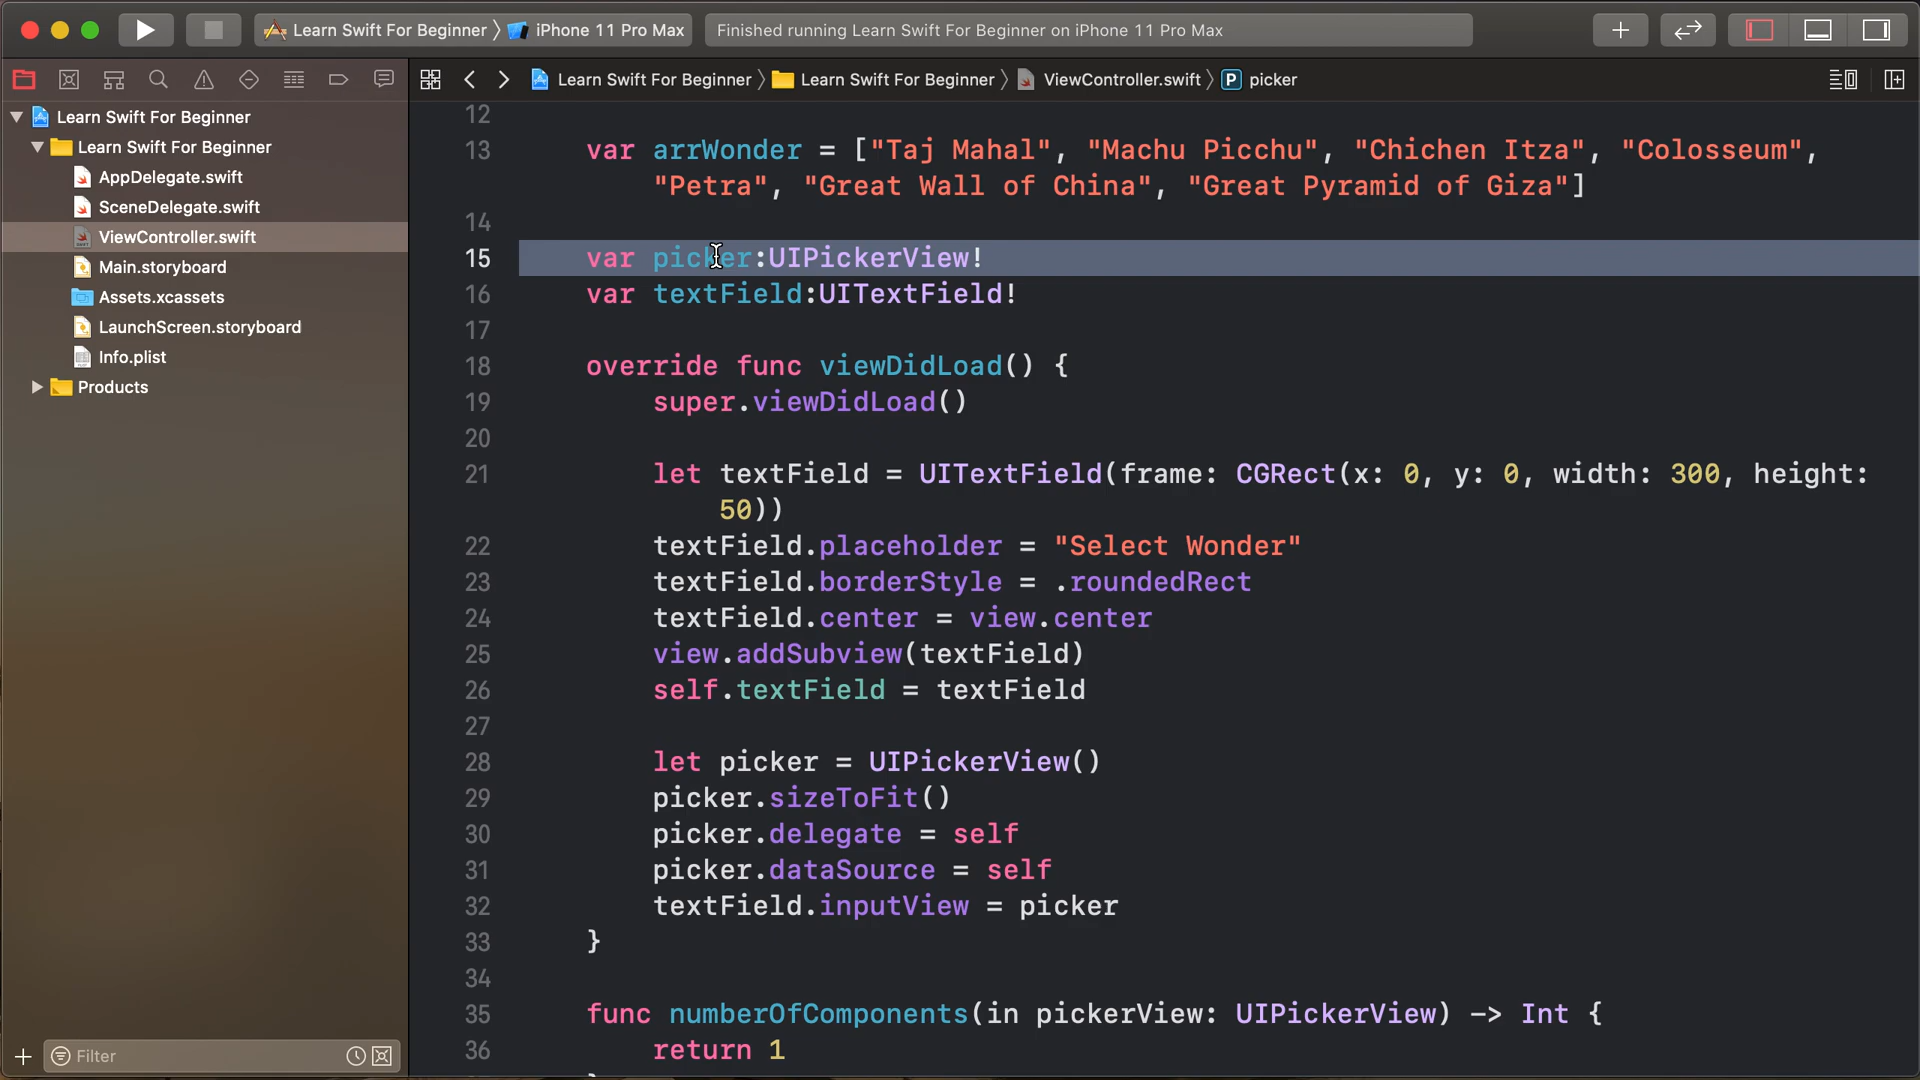 Learn Swift For Beginner 〉 iPhone 11 Pro Max
Finished running Learn Swift For Beginner on iPhone 11 Pro Max
Learn Swift For Beginner 〉 Learn Swift For Beginner 〉 ViewController.swift 〉 P picker
Learn Swift For Beginner
Learn Swift For Beginner
AppDelegate.swift
SceneDelegate.swift
ViewController.swift
Main.storyboard
Assets.xcassets
LaunchScreen.storyboard
Info.plist
Products
Filter
12
13 var arrWonder = ["Taj Mahal", "Machu Picchu", "Chichen Itza", "Colosseum",
"Petra", "Great Wall of China", "Great Pyramid of Giza"]
14
15 var picker:UIPickerView!
16 var textField:UITextField!
17
18 override func viewDidLoad() {
19 super.viewDidLoad()
20
21 let textField = UITextField(frame: CGRect(x: 0, y: 0, width: 300, height:
50))
22 textField.placeholder = "Select Wonder"
23 textField.borderStyle = .roundedRect
24 textField.center = view.center
25 view.addSubview(textField)
26 self.textField = textField
27
28 let picker = UIPickerView()
29 picker.sizeToFit()
30 picker.delegate = self
31 picker.dataSource = self
32 textField.inputView = picker
33 }
34
35 func numberOfComponents(in pickerView: UIPickerView) -> Int {
36 return 1